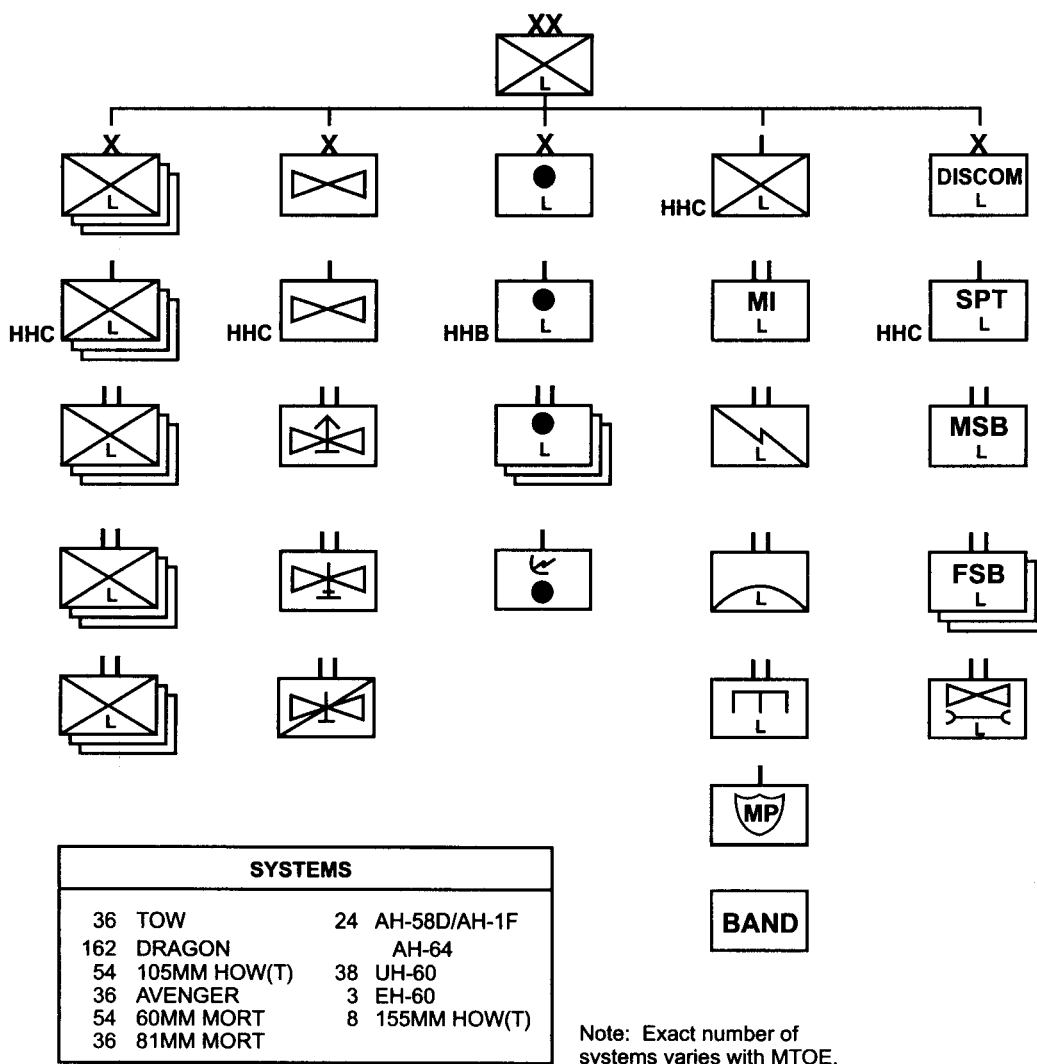 XX
L
X X X I X
L L HHC L DISCOM L
I I I II I
HHC L HHC HHB L MI L HHC SPT L
II II II II II
L L L MSB L
II II I II II
L L FSB L
II II II II
L L L
I
MP
BAND
SYSTEMS
36 TOW 24 AH-58D/AH-1F
162 DRAGON AH-64
54 105MM HOW(T) 38 UH-60
36 AVENGER 3 EH-60
54 60MM MORT 8 155MM HOW(T)
36 81MM MORT
Note: Exact number of
systems varies with MTOE.